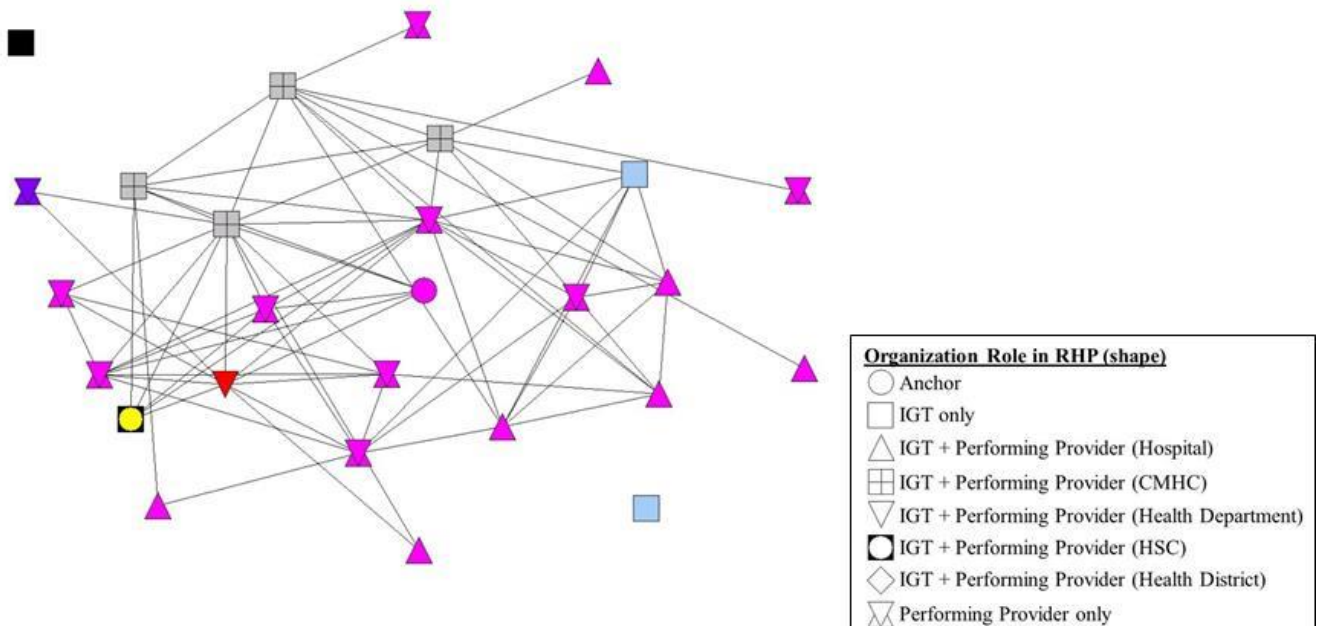 Organization Role in RHP (shape)
Anchor
IGT only
IGT + Performing Provider (Hospital)
IGT + Performing Provider (CMHC)
IGT + Performing Provider (Health Department)
IGT + Performing Provider (HSC)
IGT + Performing Provider (Health District)
Performing Provider only